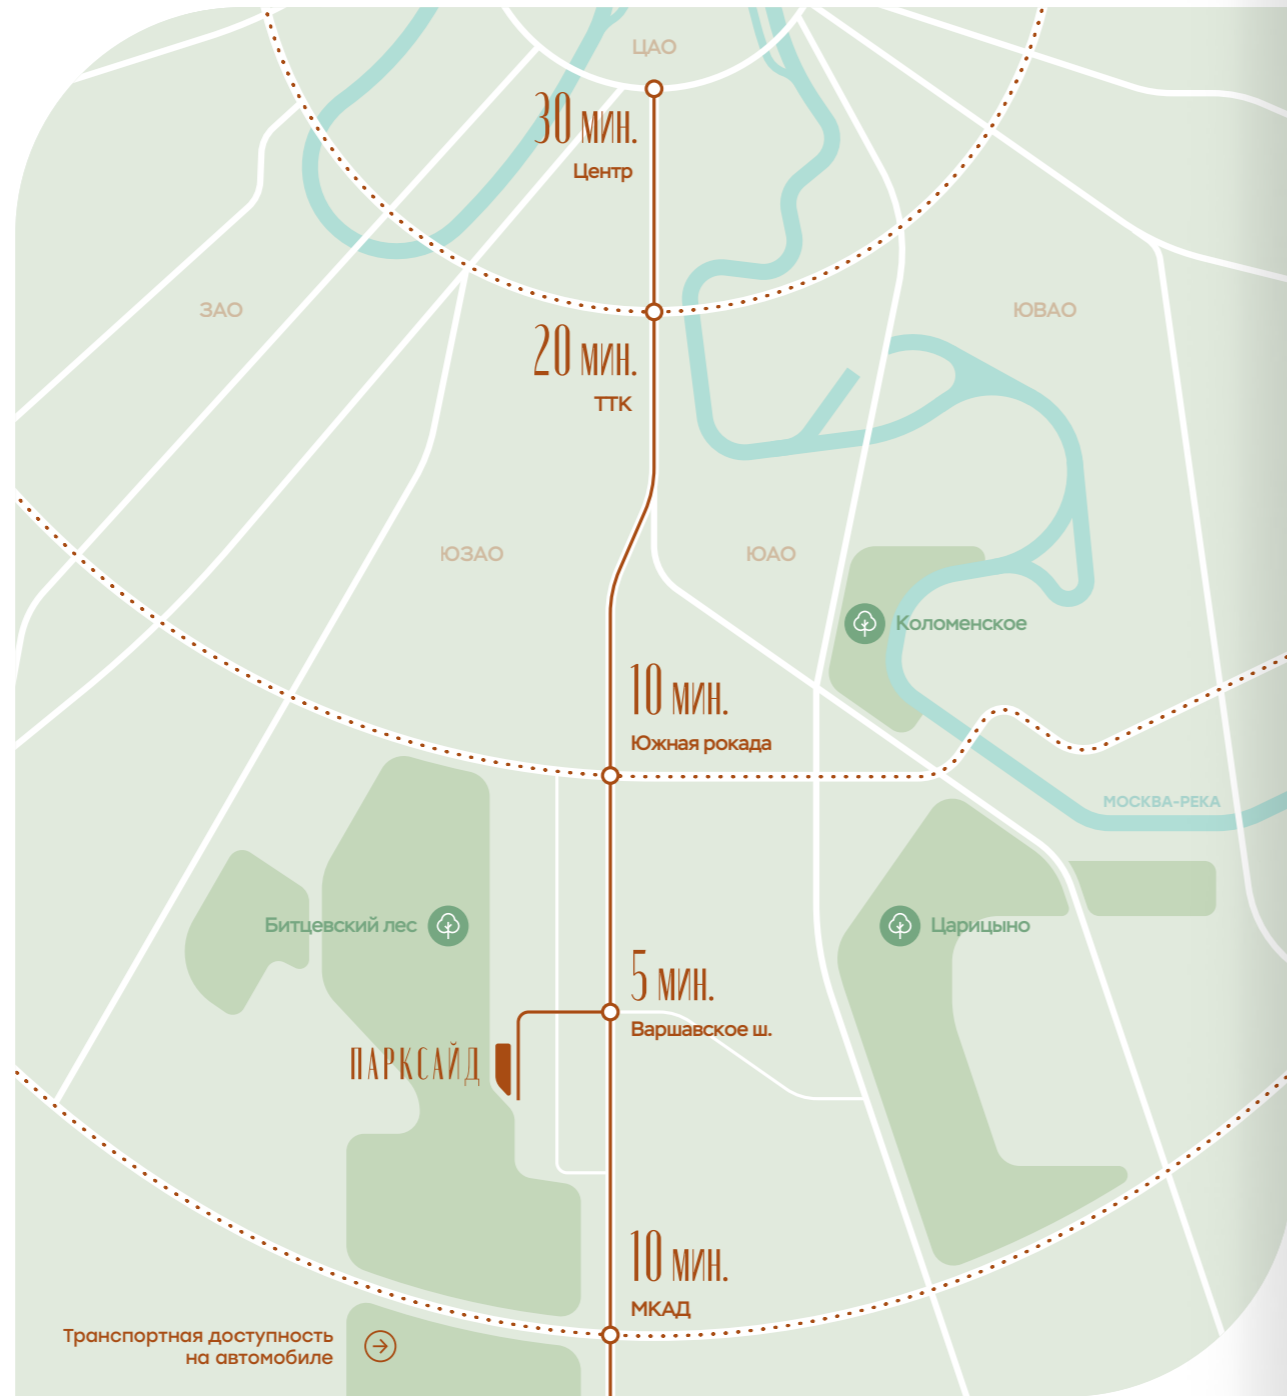 ЦАО
30 мин.
Центр
ЗАО
ЮВАО
20 мин.
ТТК
ЮЗАО
ЮАО
Коломенское
10 мин.
Южная рокада
МОСКВА-РЕКА
Битцевский лес
Царицыно
5 мин.
Варшавское ш.
ПАРКСАЙД
10 мин.
МКАД
Транспортная доступность
на автомобиле